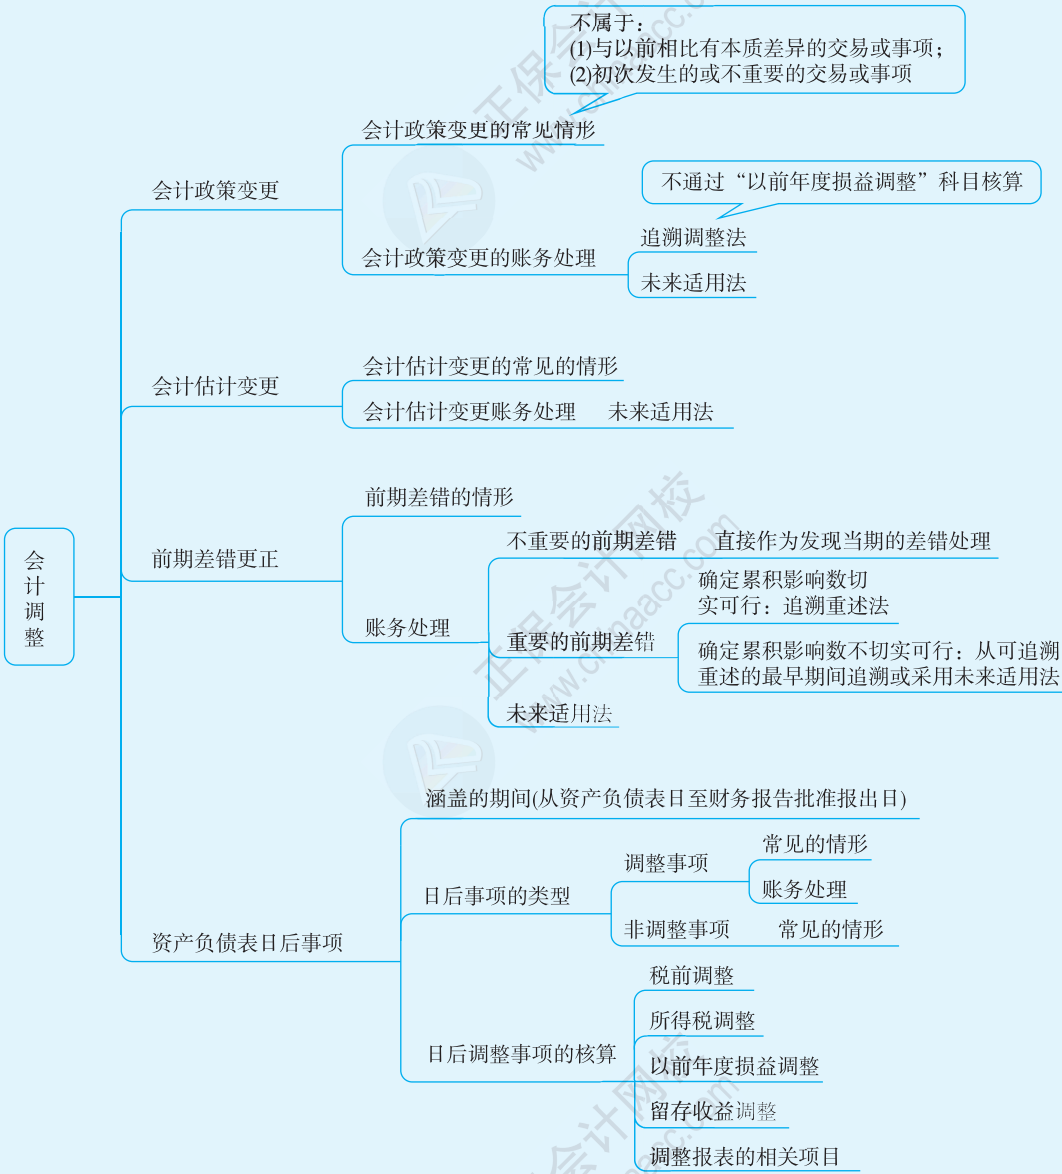 不属于：
(1)与以前相比有本质差异的交易或事项；
(2)初次发生的或不重要的交易或事项
会计政策变更的常见情形
会计政策变更
不通过“以前年度损益调整”科目核算
追溯调整法
会计政策变更的账务处理
未来适用法
会计估计变更的常见的情形
会计估计变更
会计估计变更账务处理 未来适用法
前期差错的情形
不重要的前期差错 直接作为发现当期的差错处理
前期差错更正
会计调整
确定累积影响数切
实可行：追溯重述法
账务处理
重要的前期差错
确定累积影响数不切实可行：从可追溯
重述的最早期间追溯或采用未来适用法
未来适用法
涵盖的期间(从资产负债表日至财务报告批准报出日)
常见的情形
调整事项
账务处理
日后事项的类型
非调整事项 常见的情形
资产负债表日后事项
税前调整
所得税调整
日后调整事项的核算
以前年度损益调整
留存收益调整
调整报表的相关项目
正保会计网校
www.chinaacc.com